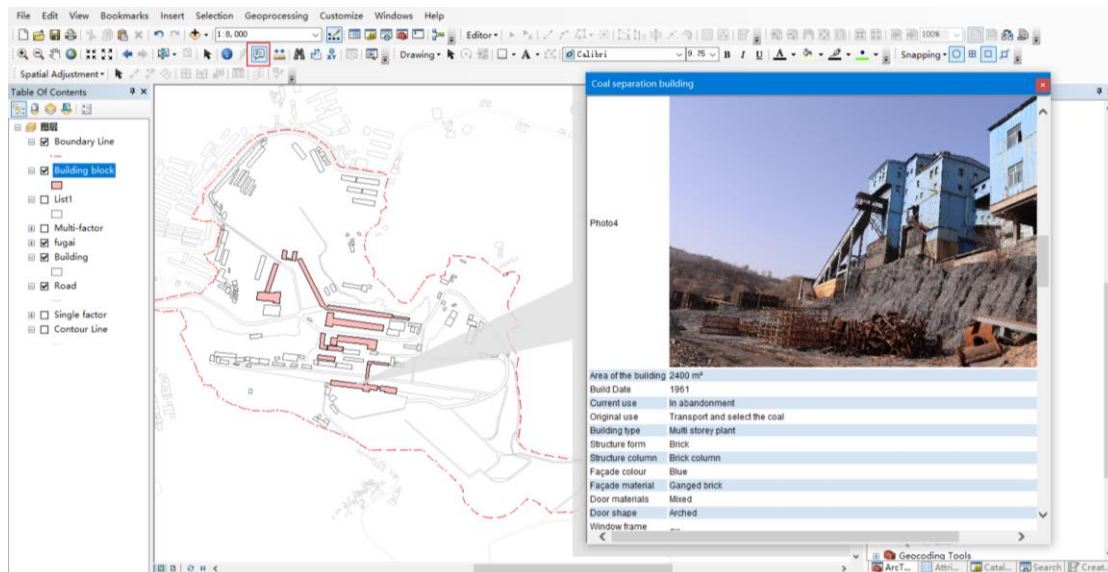 File Edit View Bookmarks Insert Selection Geoprocessing Customize Windows Help
1:8,000
Editor
100%
Drawing
A
Calibri
9.75
B I U A
Snapping
Spatial Adjustment
Table Of Contents
图层
Boundary Line
Building block
List1
Multi-factor
fugai
Building
Road
Single factor
Contour Line
Coal separation building
Photo4
Area of the building 2400 m²
Build Date 1961
Current use In abandonment
Original use Transport and select the coal
Building type Multi storey plant
Structure form Brick
Structure column Brick column
Façade colour Blue
Façade material Ganged brick
Door materials Mixed
Door shape Arched
Window frame
Geocoding Tools
ArcT... Attri... Catal... Search Creat...